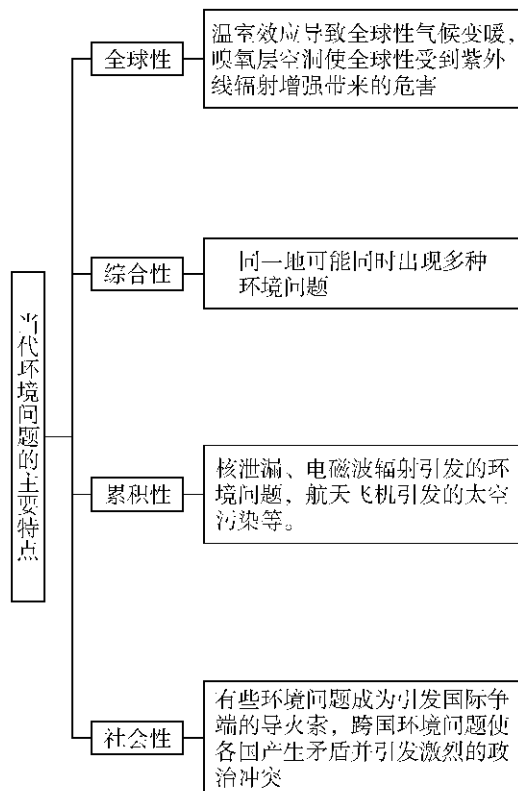 当代环境问题的主要特点
全球性
温室效应导致全球性气候变暖,
嗅氧层空洞使全球性受到紫外
线辐射增强带来的危害
综合性
同一地可能同时出现多种
环境问题
累积性
核泄漏、电磁波辐射引发的环
境问题，航天飞机引发的太空
污染等。
社会性
有些环境问题成为引发国际争
端的导火索，跨国环境问题使
各国产生矛盾并引发激烈的政
治冲突